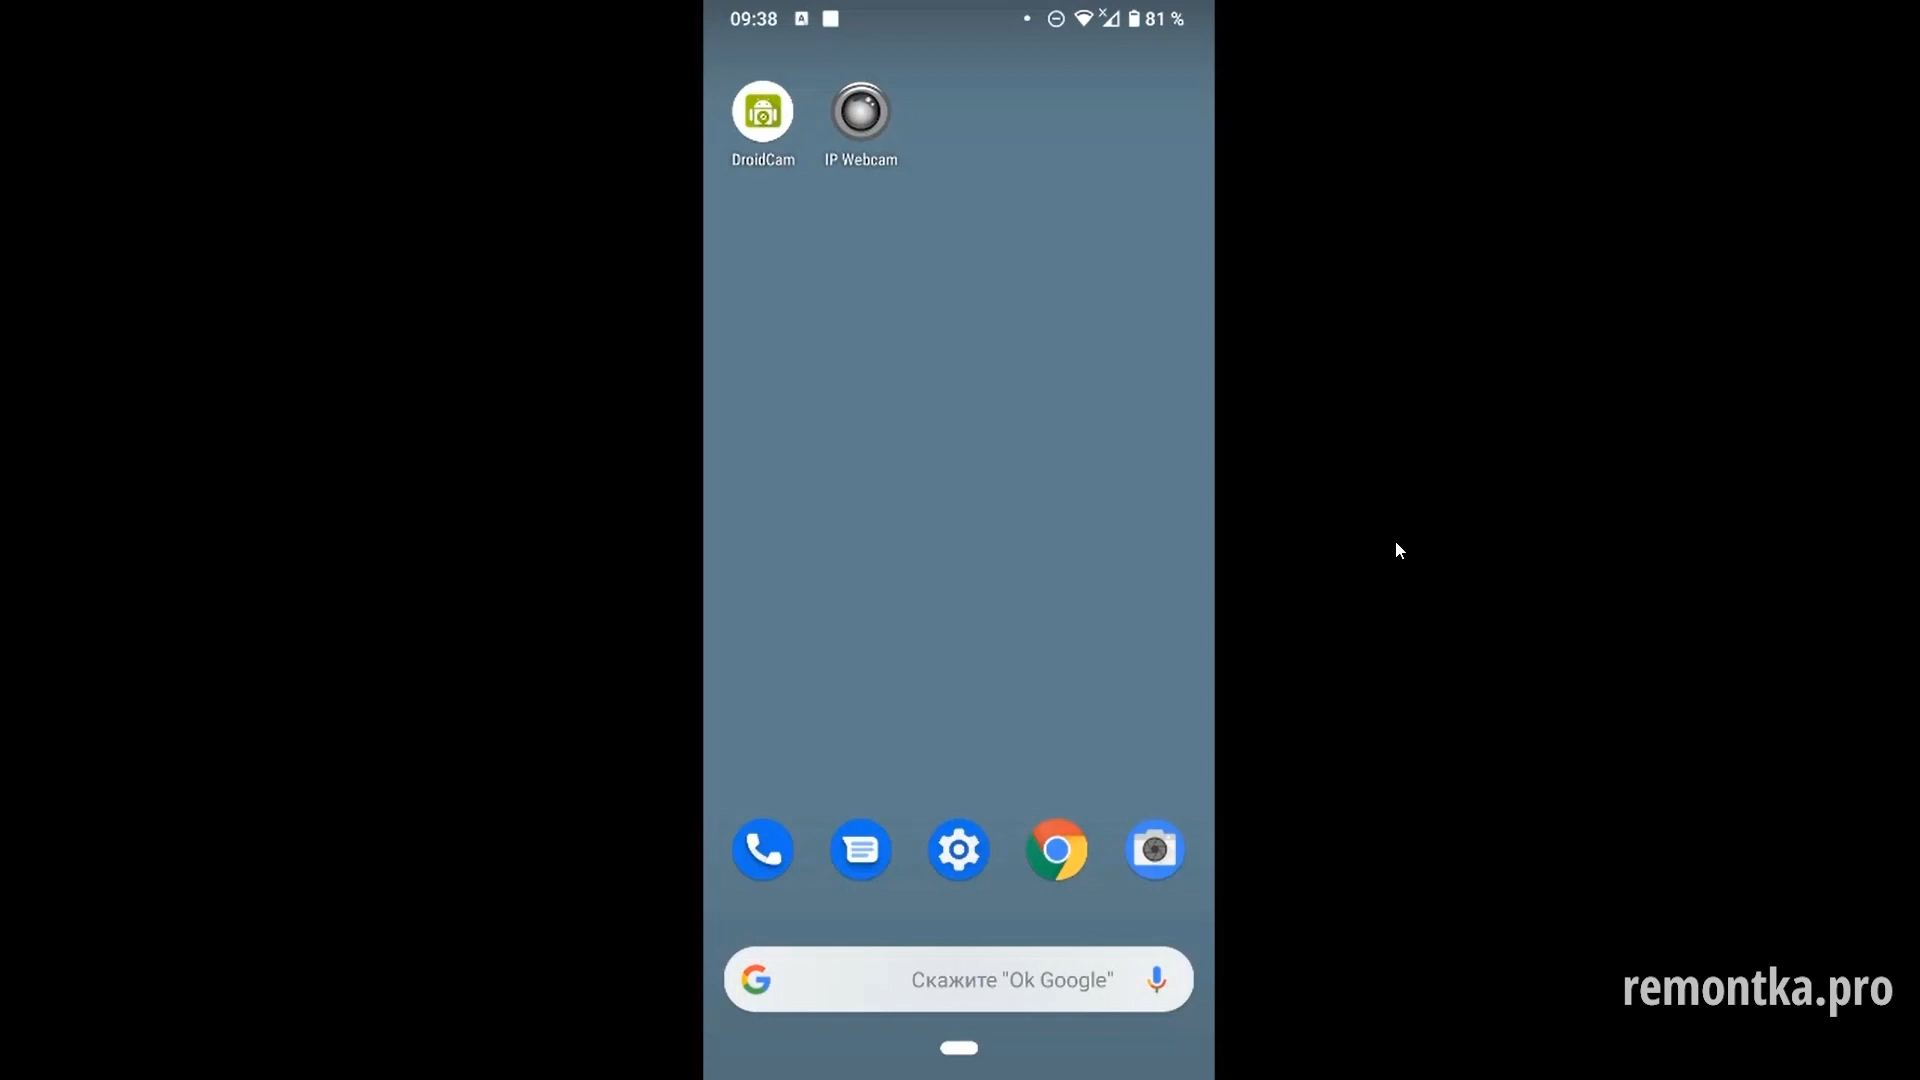 09:38 A 81 %
DroidCam IP Webcam
G Скажите "Ok Google"
remontka.pro